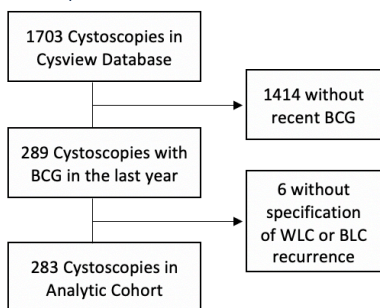 1703 Cystoscopies in
Cysview Database
1414 without
recent BCG
289 Cystoscopies with
BCG in the last year
6 without
specification
of WLC or BLC
recurrence
283 Cystoscopies in
Analytic Cohort